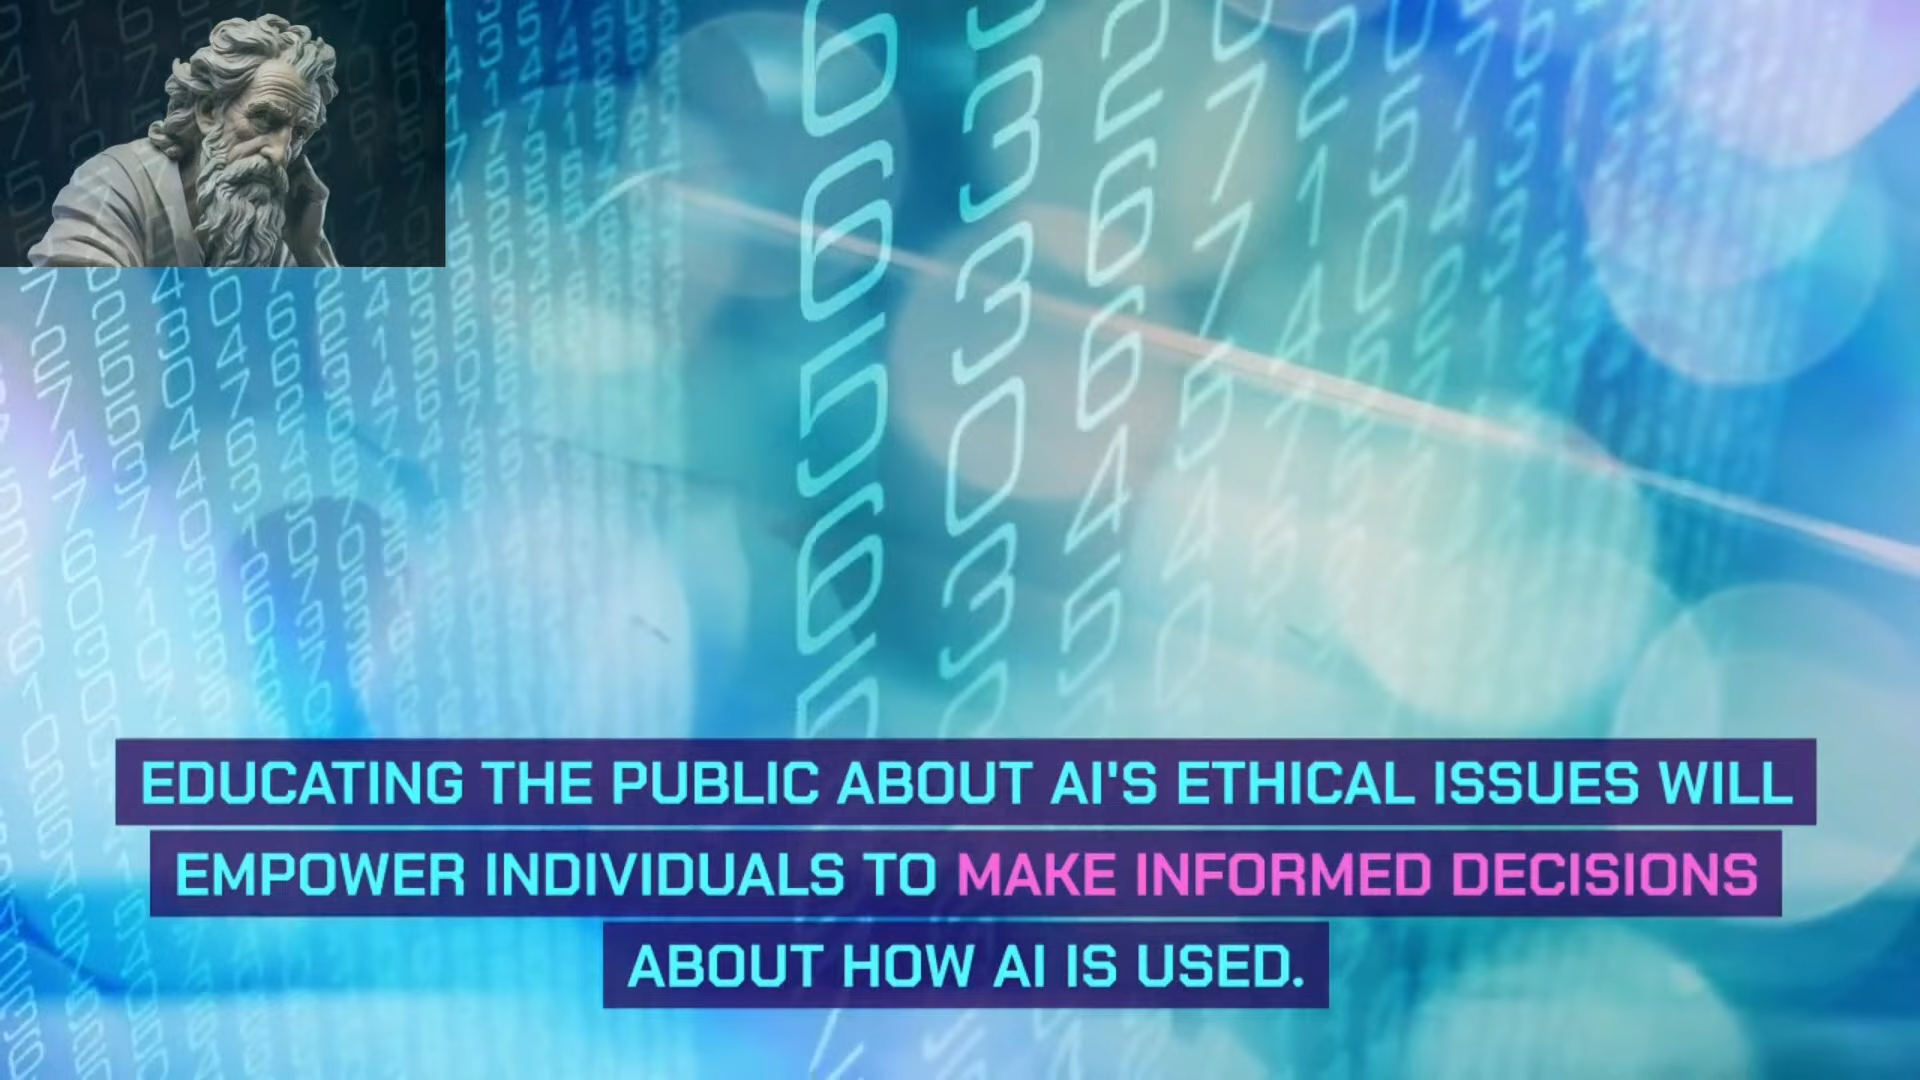 EDUCATING THE PUBLIC ABOUT AI'S ETHICAL ISSUES WILL
EMPOWER INDIVIDUALS TO MAKE INFORMED DECISIONS
ABOUT HOW AI IS USED.